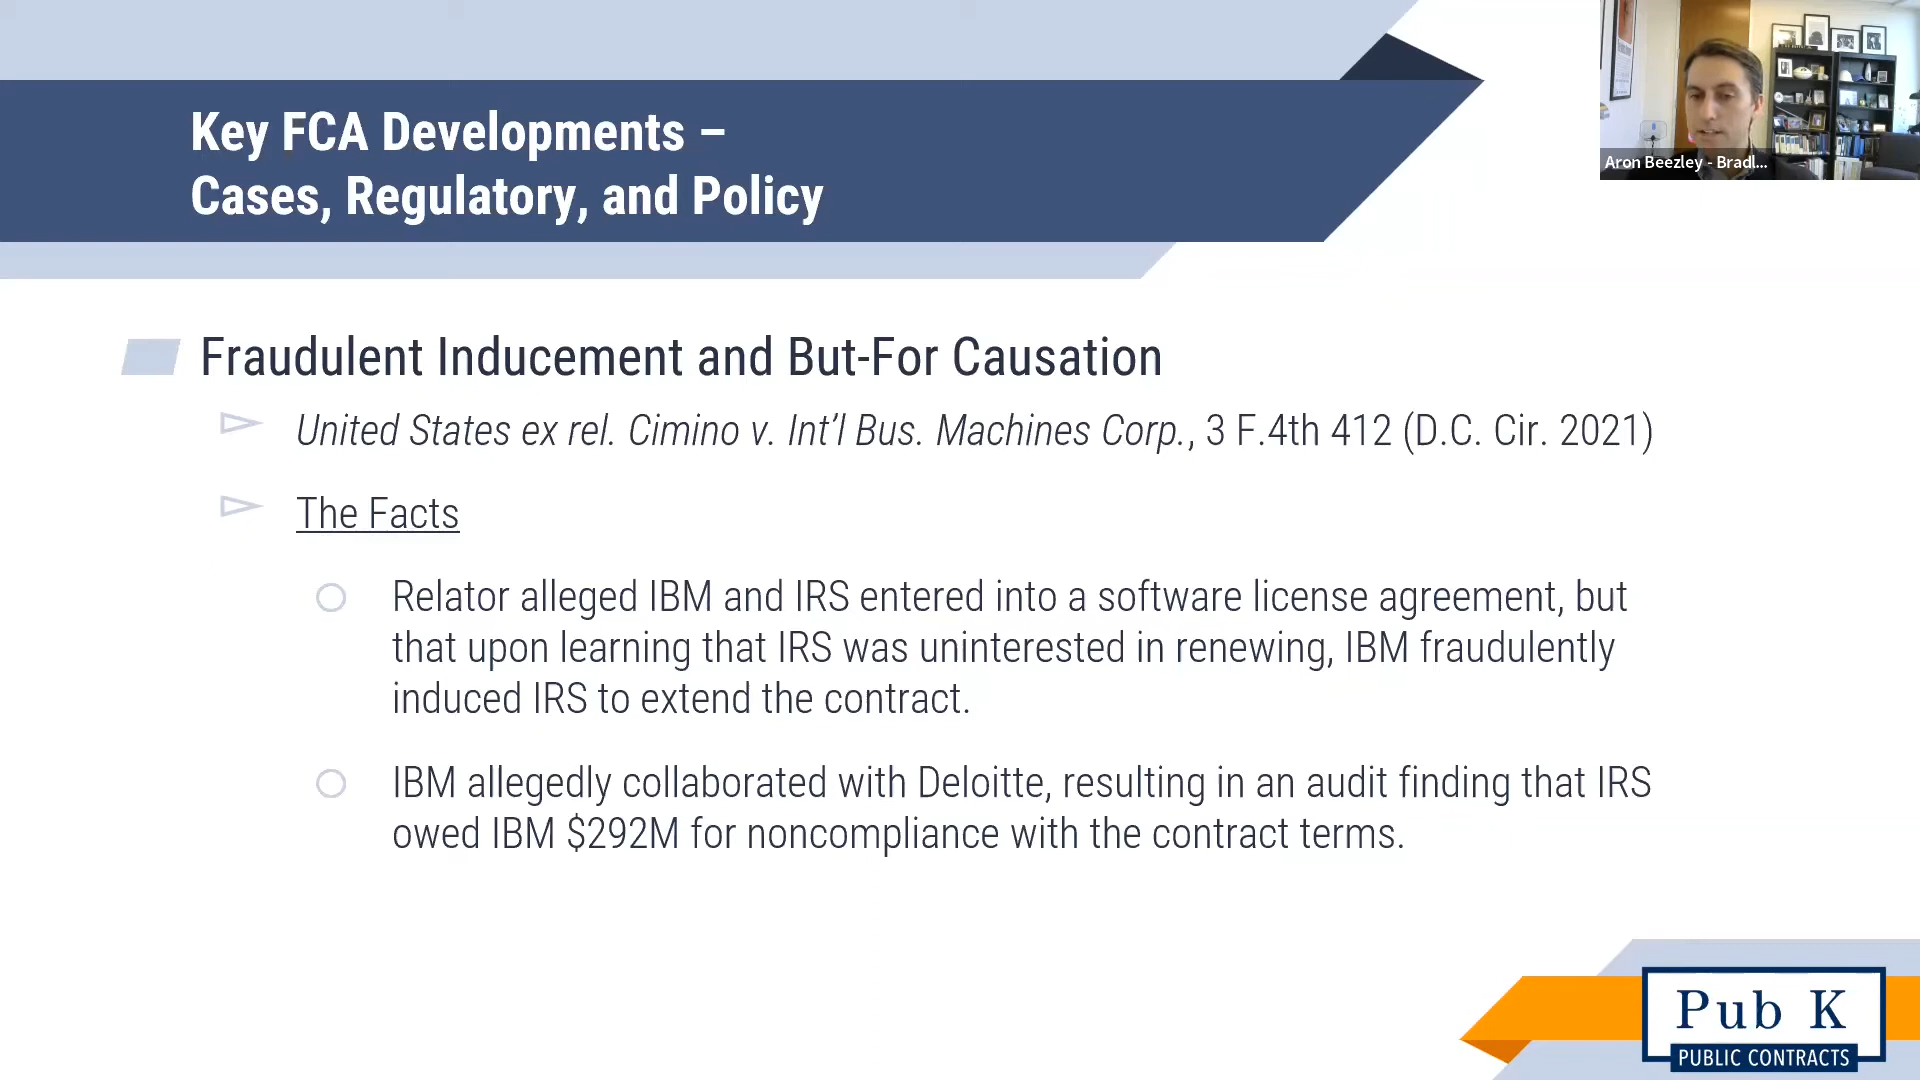 Key FCA Developments –
Cases, Regulatory, and Policy
Aron Beezley - Bradl...
Fraudulent Inducement and But-For Causation
United States ex rel. Cimino v. Int’l Bus. Machines Corp., 3 F.4th 412 (D.C. Cir. 2021)
The Facts
Relator alleged IBM and IRS entered into a software license agreement, but
that upon learning that IRS was uninterested in renewing, IBM fraudulently
induced IRS to extend the contract.
IBM allegedly collaborated with Deloitte, resulting in an audit finding that IRS
owed IBM $292M for noncompliance with the contract terms.
Pub K
PUBLIC CONTRACTS